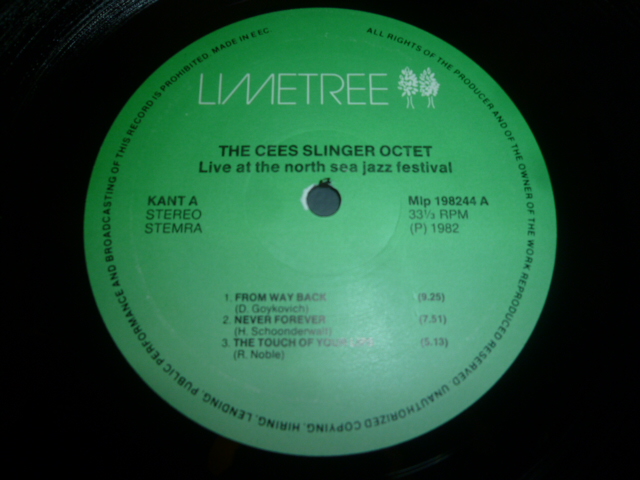 LIMETREE
THE CEES SLINGER OCTET
Live at the north sea jazz festival
KANT A
STEREO
STEMRA
Mlp 198244 A
33⅓ RPM
(P) 1982
1. FROM WAY BACK (9.25)
(D. Goykovich)
2. NEVER FOREVER (7.51)
(H. Schoonderwalt)
3. THE TOUCH OF YOUR (5.13)
(R. Noble)
ALL RIGHTS OF THE PRODUCER AND OF THE OWNER OF THE WORK REPRODUCED RESERVED. UNAUTHORIZED COPYING, HIRING, LENDING, PUBLIC PERFORMANCE AND BROADCASTING OF THIS RECORD IS PROHIBITED. MADE IN E.E.C.